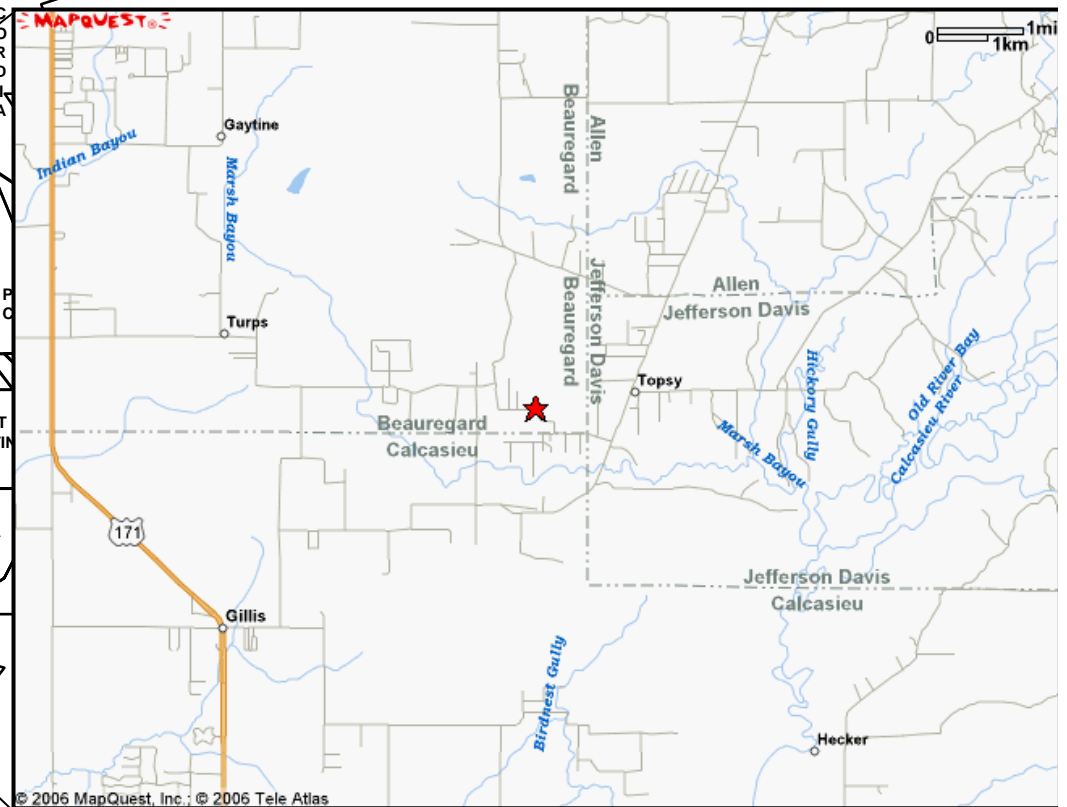 MAPQUEST
0 1mi
1km
C
O
R
D
I
A
Gaytine
Indian Bayou
Marsh Bayou
Beauregard
Allen
Beauregard
Jefferson Davis
Allen
Jefferson Davis
P
C
Turps
Topsy
Hickory Gully
Old River Bay
Calcasieu River
T
TIN
Beauregard
Calcasieu
Marsh Bayou
171
Jefferson Davis
Calcasieu
Gillis
Birdnest Gully
Hecker
© 2006 MapQuest, Inc.; © 2006 Tele Atlas